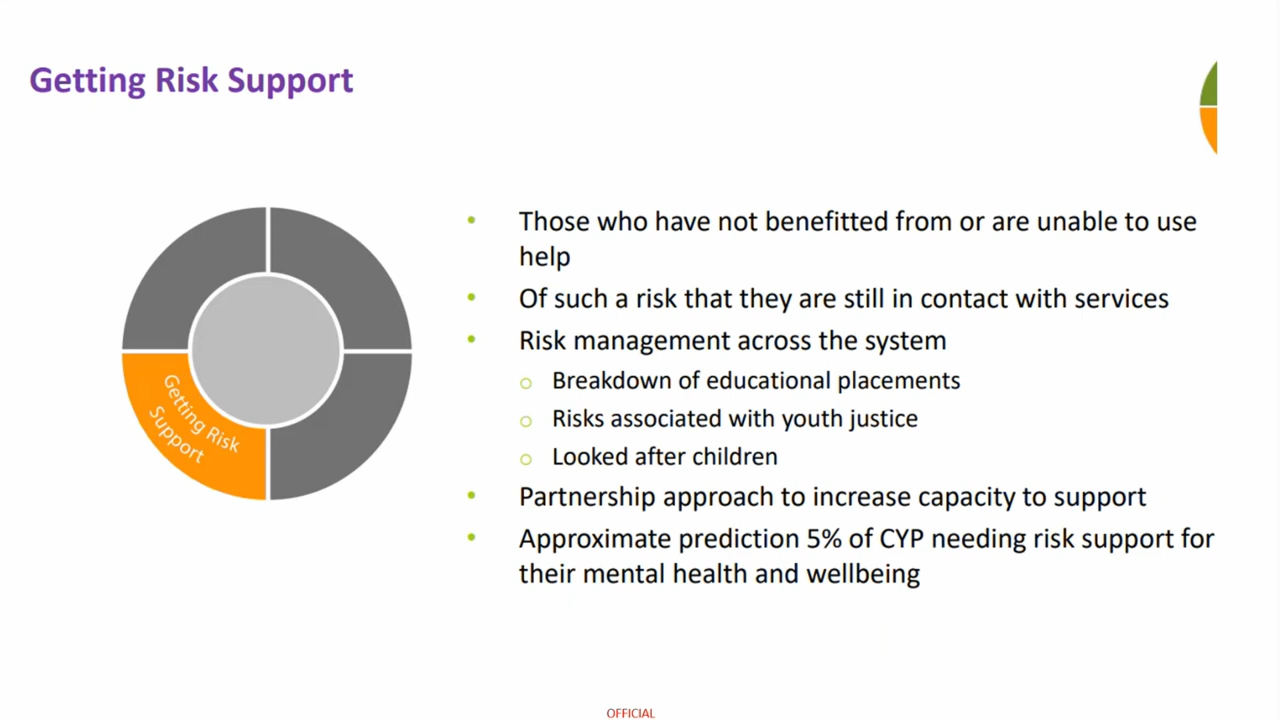 Getting Risk Support
Getting Risk
Support
• Those who have not benefitted from or are unable to use
help
• Of such a risk that they are still in contact with services
• Risk management across the system
o Breakdown of educational placements
o Risks associated with youth justice
o Looked after children
• Partnership approach to increase capacity to support
• Approximate prediction 5% of CYP needing risk support for
their mental health and wellbeing
OFFICIAL